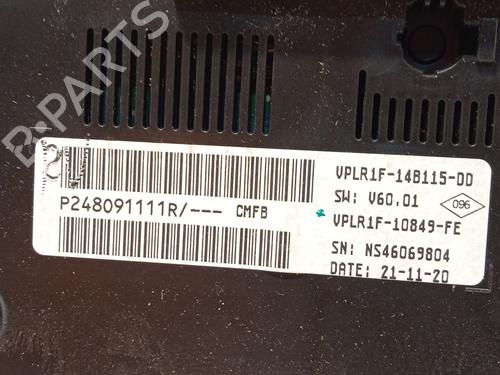 B-PARTS
P248091111R/--- CMFB
VPLR1F-14B115-DD
SW: V60.01
096
VPLR1F-10849-FE
SN: NS46069804
DATE: 21-11-20